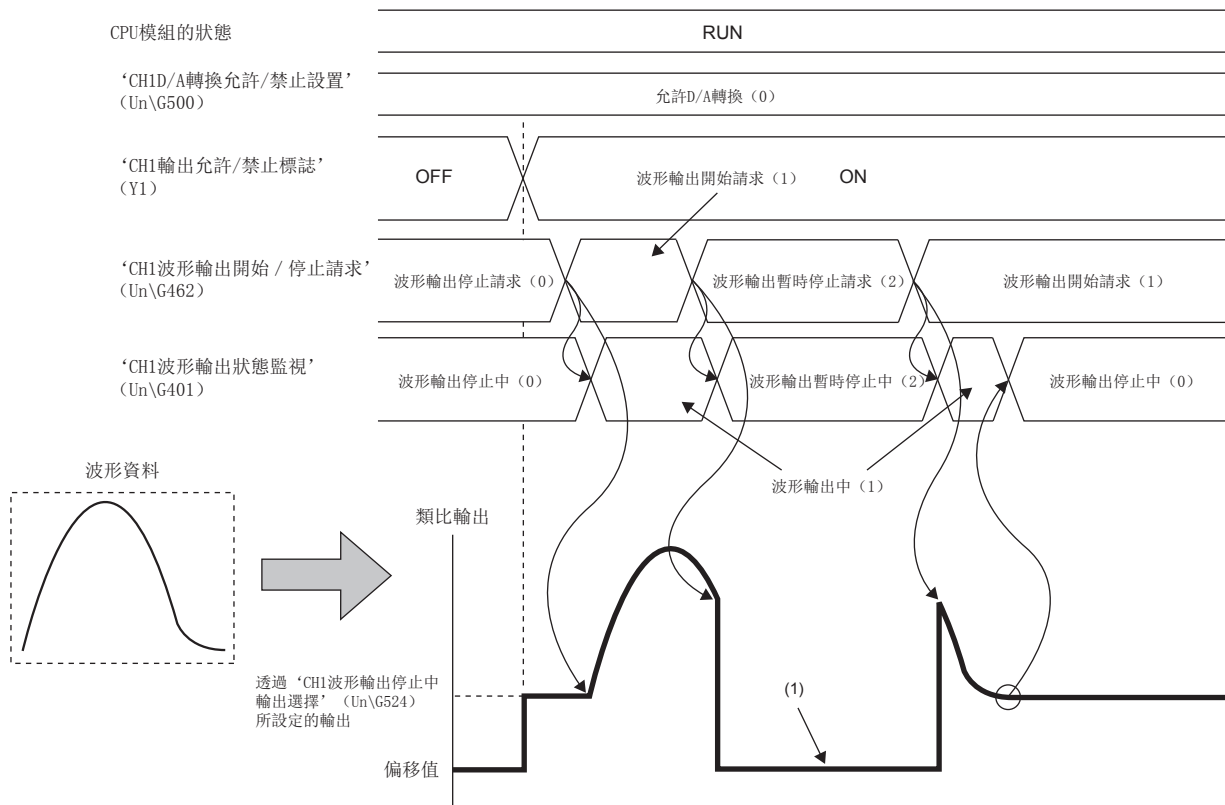 CPU模組的狀態
RUN
‘CH1D/A轉換允許/禁止設置’
(Un\G500)
允許D/A轉換(0)
‘CH1輸出允許/禁止標誌’
(Y1)
OFF
波形輸出開始請求(1)
ON
‘CH1波形輸出開始/停止請求’
(Un\G462)
波形輸出停止請求(0)
波形輸出暫時停止請求(2)
波形輸出開始請求(1)
‘CH1波形輸出狀態監視’
(Un\G401)
波形輸出停止中(0)
波形輸出暫時停止中(2)
波形輸出停止中(0)
波形輸出中(1)
波形資料
類比輸出
透過‘CH1波形輸出停止中
輸出選擇’(Un\G524)
所設定的輸出
(1)
偏移值